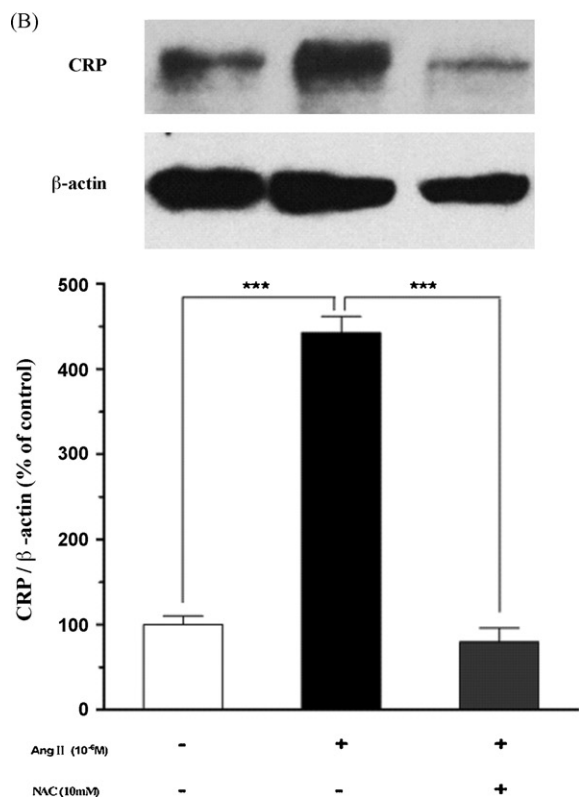 (B)
CRP
β-actin
*** ***
500
400
300
200
100
0
CRP / β -actin (% of control)
Ang II (10⁻⁶M) - + +
NAC (10mM) - - +